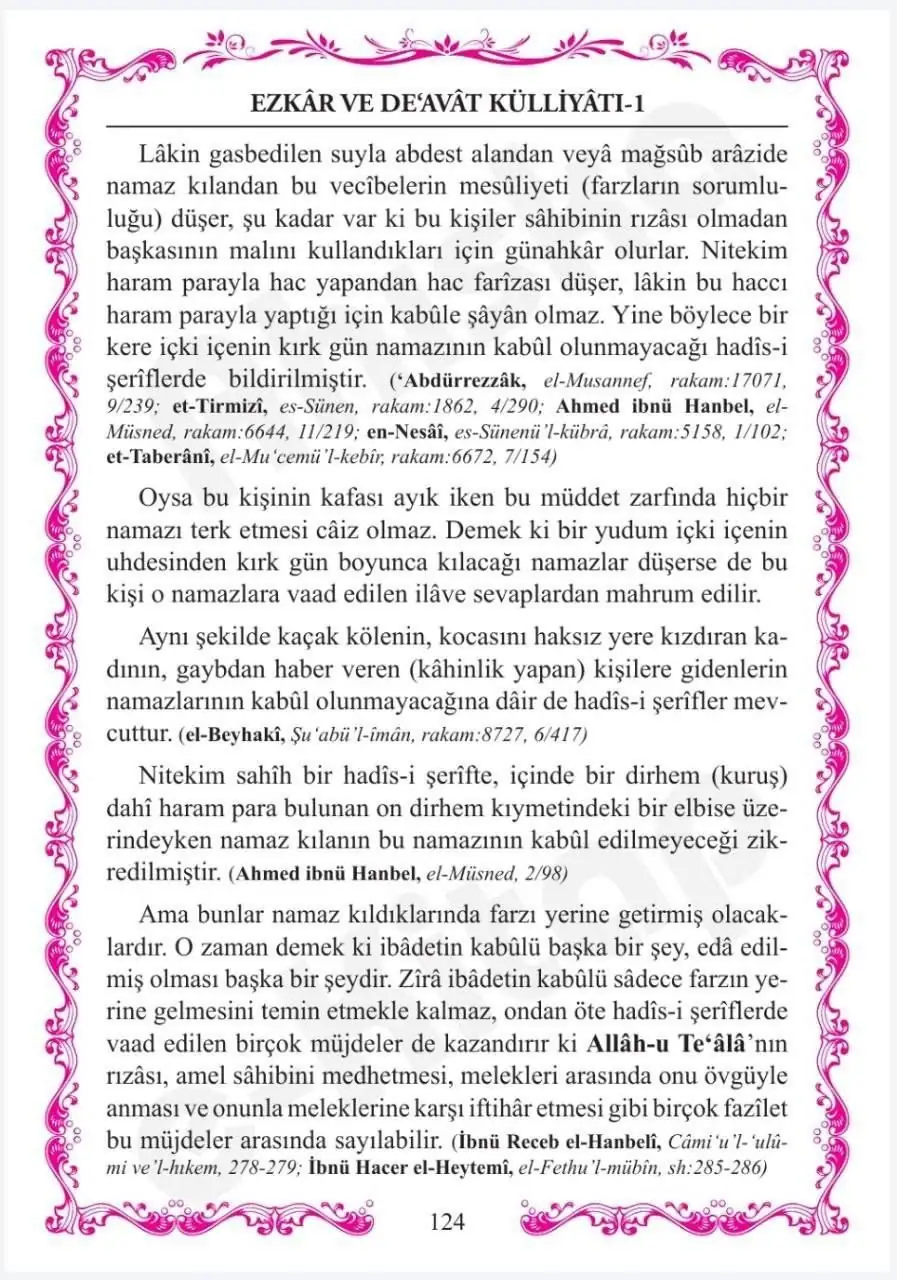 EZKÂR VE DE‘AVÂT KÜLLİYÂTI-1
Lâkin gasbedilen suyla abdest alandan veyâ mağsûb arâzide
namaz kılandan bu vecîbelerin mesûliyeti (farzların sorumlu-
luğu) düşer, şu kadar var ki bu kişiler sâhibinin rızâsı olmadan
başkasının malını kullandıkları için günahkâr olurlar. Nitekim
haram parayla hac yapandan hac farîzası düşer, lâkin bu haccı
haram parayla yaptığı için kabûle şâyân olmaz. Yine böylece bir
kere içki içenin kırk gün namazının kabûl olunmayacağı hadîs-i
şerîflerde bildirilmiştir. (‘Abdürrezzâk, el-Musannef, rakam:17071,
9/239; et-Tirmizî, es-Sünen, rakam:1862, 4/290; Ahmed ibnü Hanbel, el-
Müsned, rakam:6644, 11/219; en-Nesâî, es-Sünenü’l-kübrâ, rakam:5158, 1/102;
et-Taberânî, el-Mu‘cemü’l-kebîr, rakam:6672, 7/154)
Oysa bu kişinin kafası ayık iken bu müddet zarfında hiçbir
namazı terk etmesi câiz olmaz. Demek ki bir yudum içki içenin
uhdesinden kırk gün boyunca kılacağı namazlar düşerse de bu
kişi o namazlara vaad edilen ilâve sevaplardan mahrum edilir.
Aynı şekilde kaçak kölenin, kocasını haksız yere kızdıran ka-
dının, gaybdan haber veren (kâhinlik yapan) kişilere gidenlerin
namazlarının kabûl olunmayacağına dâir de hadîs-i şerîfler mev-
cuttur. (el-Beyhakî, Şu‘abü’l-îmân, rakam:8727, 6/417)
Nitekim sahîh bir hadîs-i şerîfte, içinde bir dirhem (kuruş)
dahî haram para bulunan on dirhem kıymetindeki bir elbise üze-
rindeyken namaz kılanın bu namazının kabûl edilmeyeceği zik-
redilmiştir. (Ahmed ibnü Hanbel, el-Müsned, 2/98)
Ama bunlar namaz kıldıklarında farzı yerine getirmiş olacak-
lardır. O zaman demek ki ibâdetin kabûlü başka bir şey, edâ edil-
miş olması başka bir şeydir. Zîrâ ibâdetin kabûlü sâdece farzın ye-
rine gelmesini temin etmekle kalmaz, ondan öte hadîs-i şerîflerde
vaad edilen birçok müjdeler de kazandırır ki Allâh-u Te‘âlâ’nın
rızâsı, amel sâhibini medhetmesi, melekleri arasında onu övgüyle
anması ve onunla meleklerine karşı iftihâr etmesi gibi birçok fazîlet
bu müjdeler arasında sayılabilir. (İbnü Receb el-Hanbelî, Câmi‘u’l-‘ulû-
mi ve’l-hıkem, 278-279; İbnü Hacer el-Heytemî, el-Fethu’l-mübîn, sh:285-286)
124